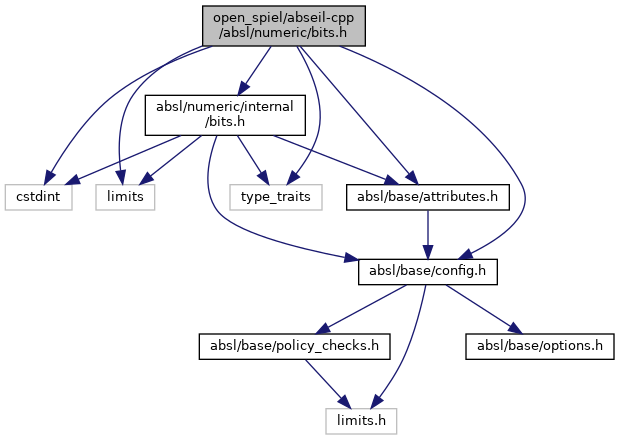 open_spiel/abseil-cpp
/absl/numeric/bits.h
absl/numeric/internal
/bits.h
cstdint
limits
type_traits
absl/base/attributes.h
absl/base/config.h
absl/base/policy_checks.h
absl/base/options.h
limits.h